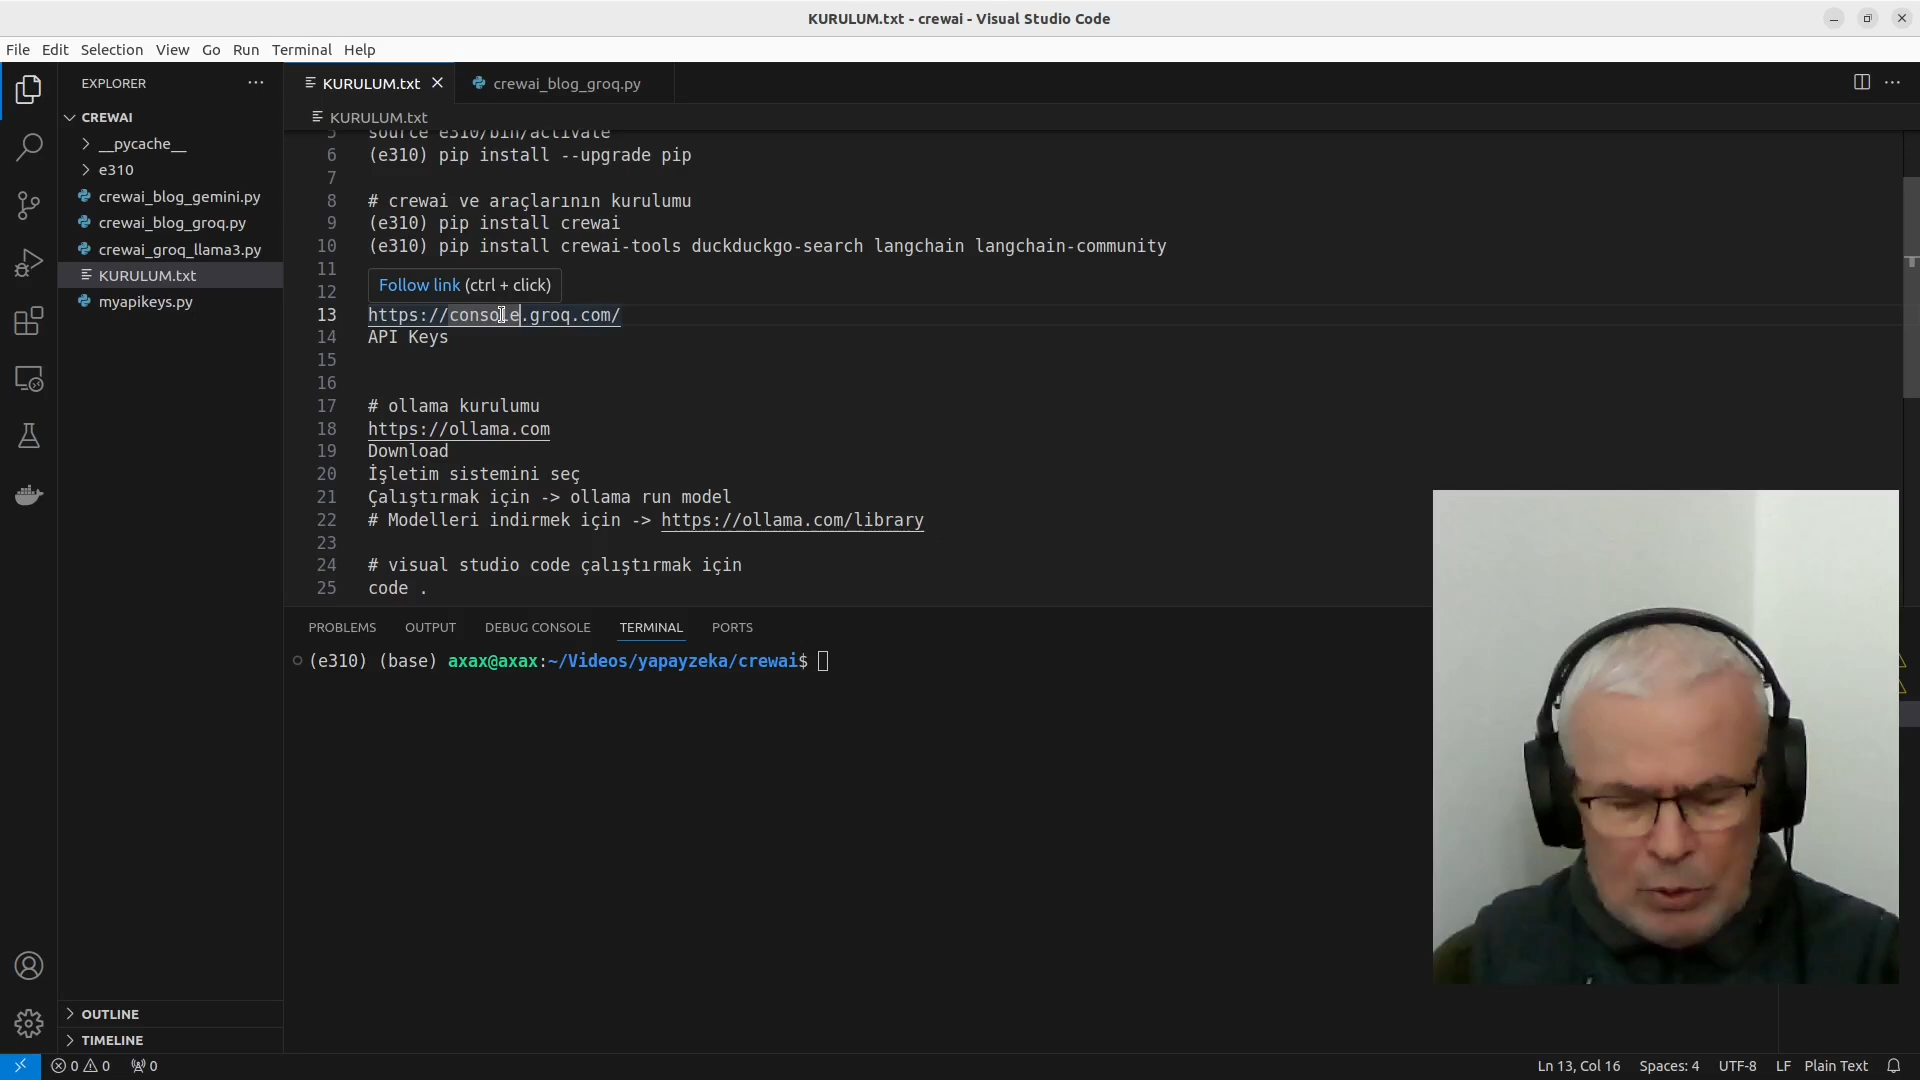 KURULUM.txt - crewai - Visual Studio Code
File Edit Selection View Go Run Terminal Help
EXPLORER
CREWAI
__pycache__
e310
crewai_blog_gemini.py
crewai_blog_groq.py
crewai_groq_llama3.py
KURULUM.txt
myapikeys.py
OUTLINE
TIMELINE
KURULUM.txt
crewai_blog_groq.py
KURULUM.txt
5 source e310/bin/activate
6 (e310) pip install --upgrade pip
7
8 # crewai ve araçlarının kurulumu
9 (e310) pip install crewai
10 (e310) pip install crewai-tools duckduckgo-search langchain langchain-community
11
Follow link (ctrl + click)
12
13 https://console.groq.com/
14 API Keys
15
16
17 # ollama kurulumu
18 https://ollama.com
19 Download
20 İşletim sistemini seç
21 Çalıştırmak için -> ollama run model
22 # Modelleri indirmek için -> https://ollama.com/library
23
24 # visual studio code çalıştırmak için
25 code .
PROBLEMS OUTPUT DEBUG CONSOLE TERMINAL PORTS
(e310) (base) axax@axax:~/Videos/yapayzeka/crewai$
0 0 0
Ln 13, Col 16 Spaces: 4 UTF-8 LF Plain Text